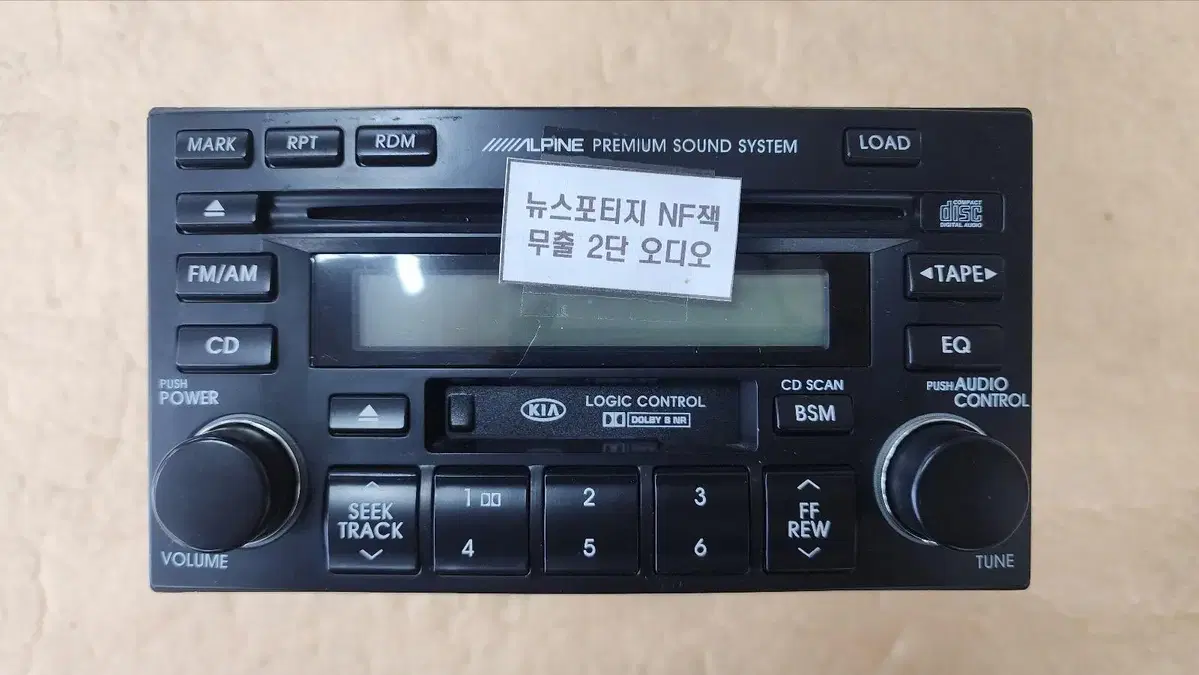 MARK
RPT
RDM
ALPINE PREMIUM SOUND SYSTEM
LOAD
뉴스포티지 NF잭
무출 2단 오디오
COMPACT
disc
DIGITAL AUDIO
FM/AM
◀TAPE▶
CD
EQ
PUSH
POWER
KIA
LOGIC CONTROL
DOLBY B NR
CD SCAN
BSM
PUSH AUDIO
CONTROL
SEEK
TRACK
1
2
3
4
5
6
FF
REW
VOLUME
TUNE